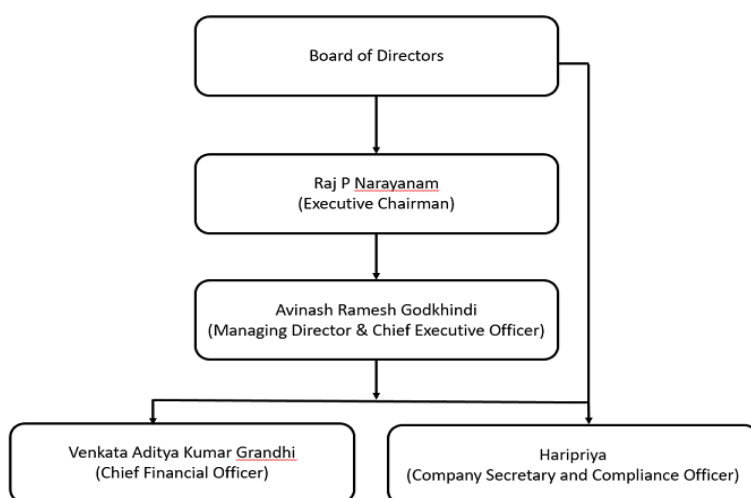 Board of Directors
Raj P Narayanam
(Executive Chairman)
Avinash Ramesh Godkhindi
(Managing Director & Chief Executive Officer)
Venkata Aditya Kumar Grandhi
(Chief Financial Officer)
Haripriya
(Company Secretary and Compliance Officer)